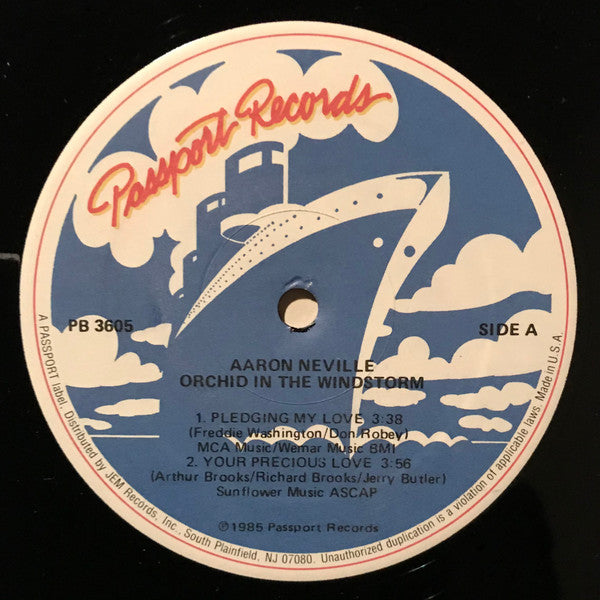 Passport Records
PB 3605
SIDE A
AARON NEVILLE
ORCHID IN THE WINDSTORM
1. PLEDGING MY LOVE 3:38
(Freddie Washington/Don Robey)
MCA Music/Wemar Music BMI
2. YOUR PRECIOUS LOVE 3:56
(Arthur Brooks/Richard Brooks/Jerry Butler)
Sunflower Music ASCAP
℗1985 Passport Records
A PASSPORT label. Distributed by JEM Records, Inc., South Plainfield, NJ 07080. Unauthorized duplication is a violation of applicable laws. Made in U.S.A.